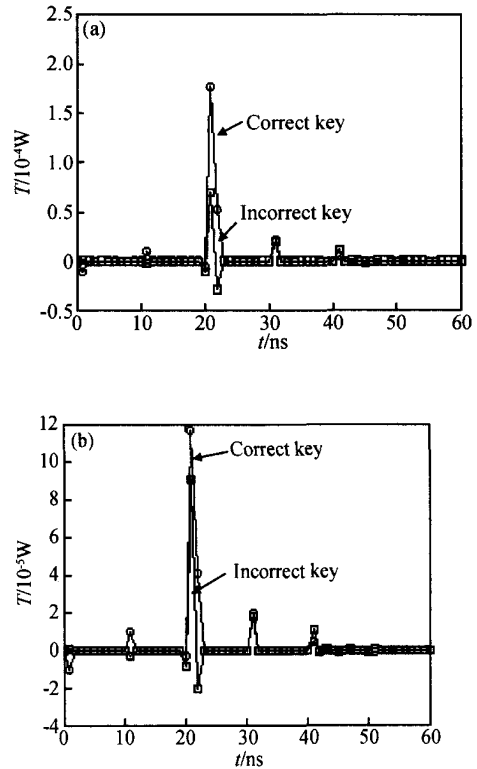 (a)
2.5
2.0
1.5
1.0
0.5
0
-0.5
T/10⁻⁴W
Correct key
Incorrect key
0 10 20 30 40 50 60
t/ns
(b)
12
10
8
6
4
2
0
-2
-4
T/10⁻⁵W
Correct key
Incorrect key
0 10 20 30 40 50 60
t/ns